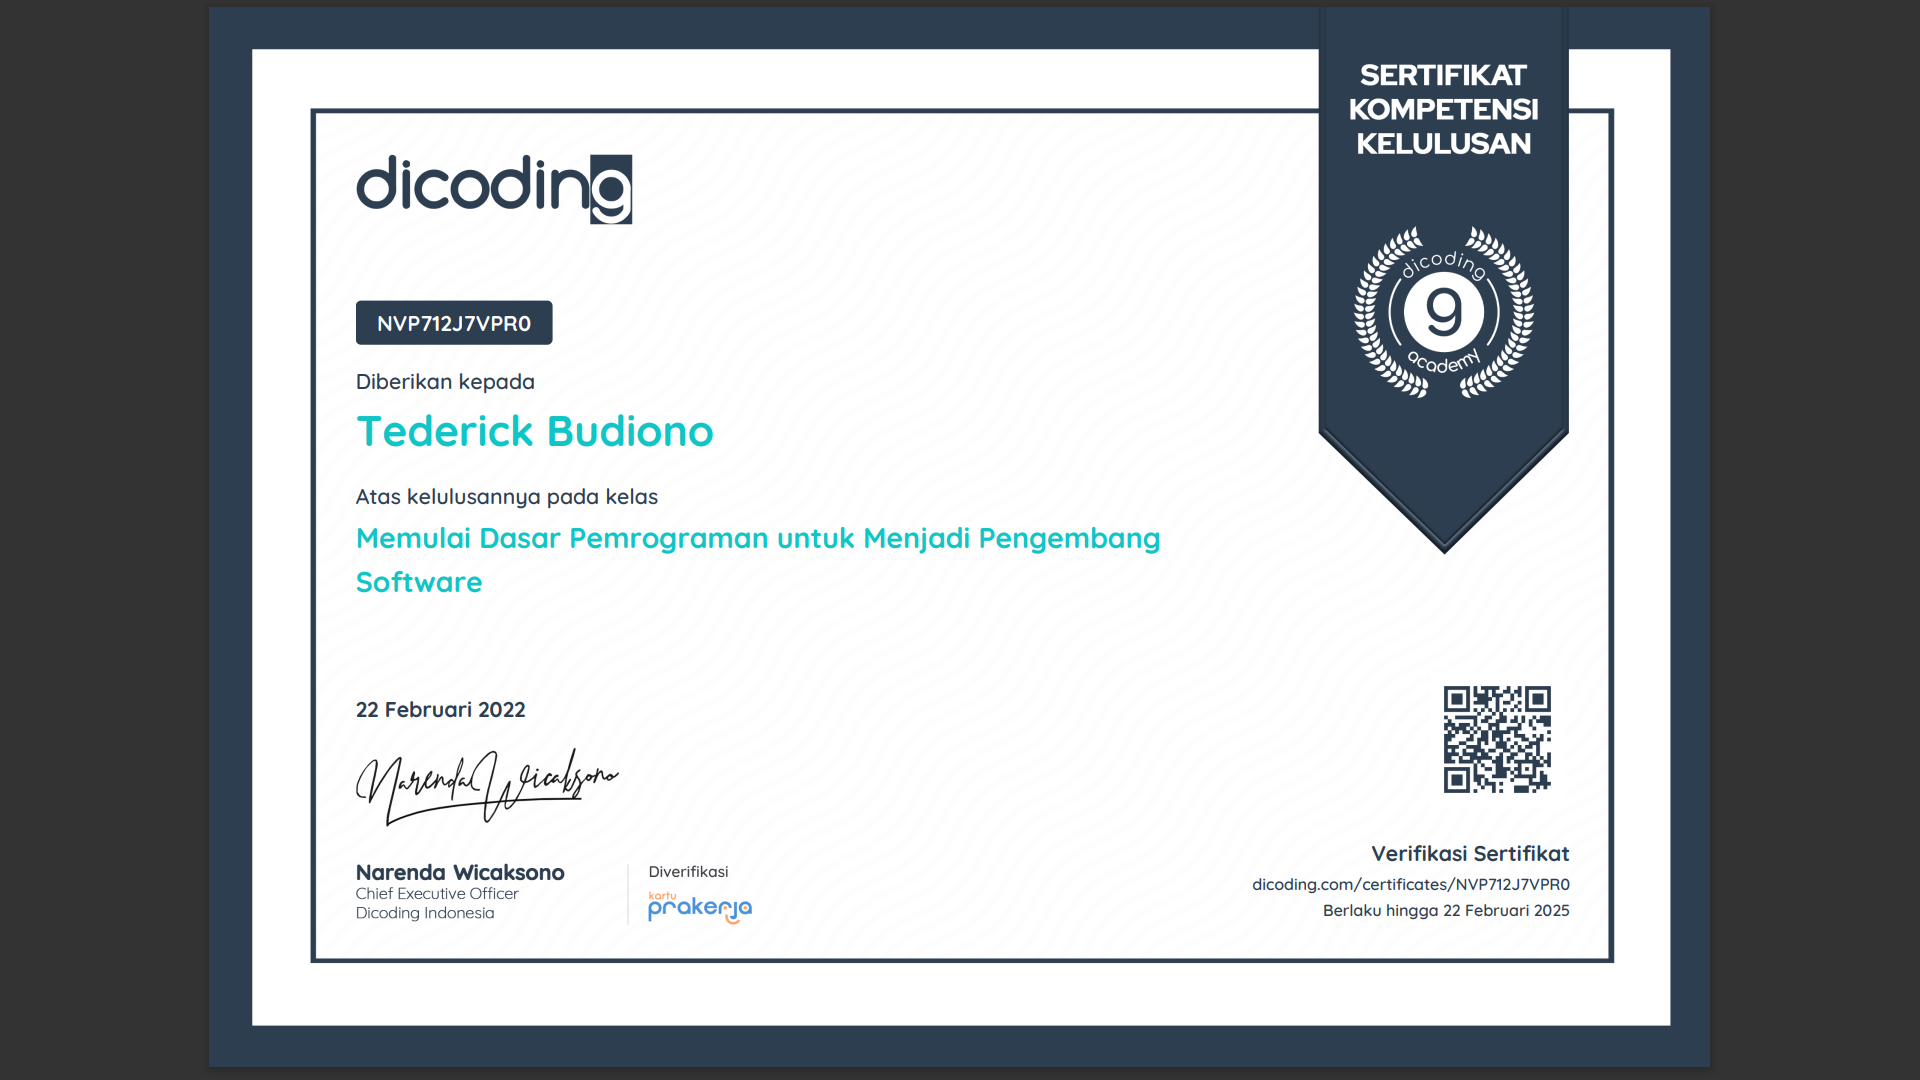 SERTIFIKAT
KOMPETENSI
KELULUSAN
dicoding
dicoding
g
academy
NVP712J7VPR0
Diberikan kepada
Tederick Budiono
Atas kelulusannya pada kelas
Memulai Dasar Pemrograman untuk Menjadi Pengembang
Software
22 Februari 2022
Narenda Wicaksono
Narenda Wicaksono
Chief Executive Officer
Dicoding Indonesia
Diverifikasi
kartu
prakerja
Verifikasi Sertifikat
dicoding.com/certificates/NVP712J7VPR0
Berlaku hingga 22 Februari 2025